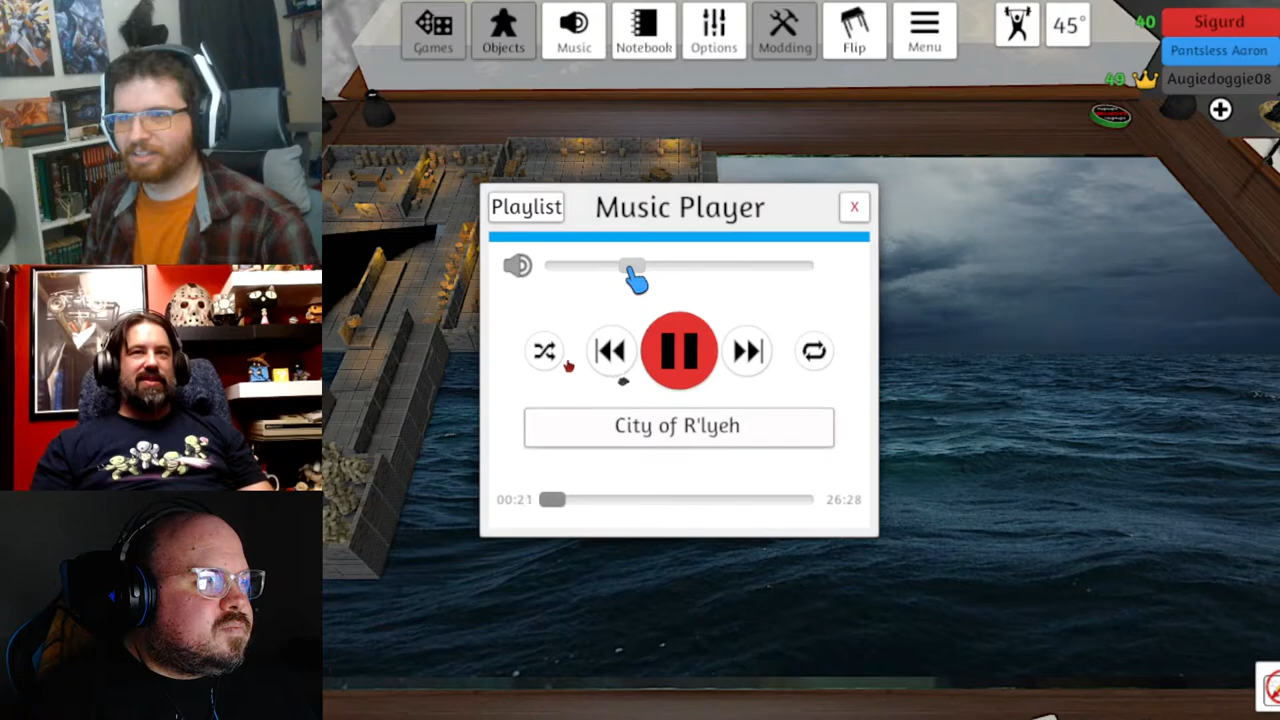 Games
Objects
Music
Notebook
Options
Modding
Flip
Menu
45°
40
Sigurd
Pantsless Aaron
49
Augiedoggie08
Playlist
Music Player
X
City of R'lyeh
00:21
26:28